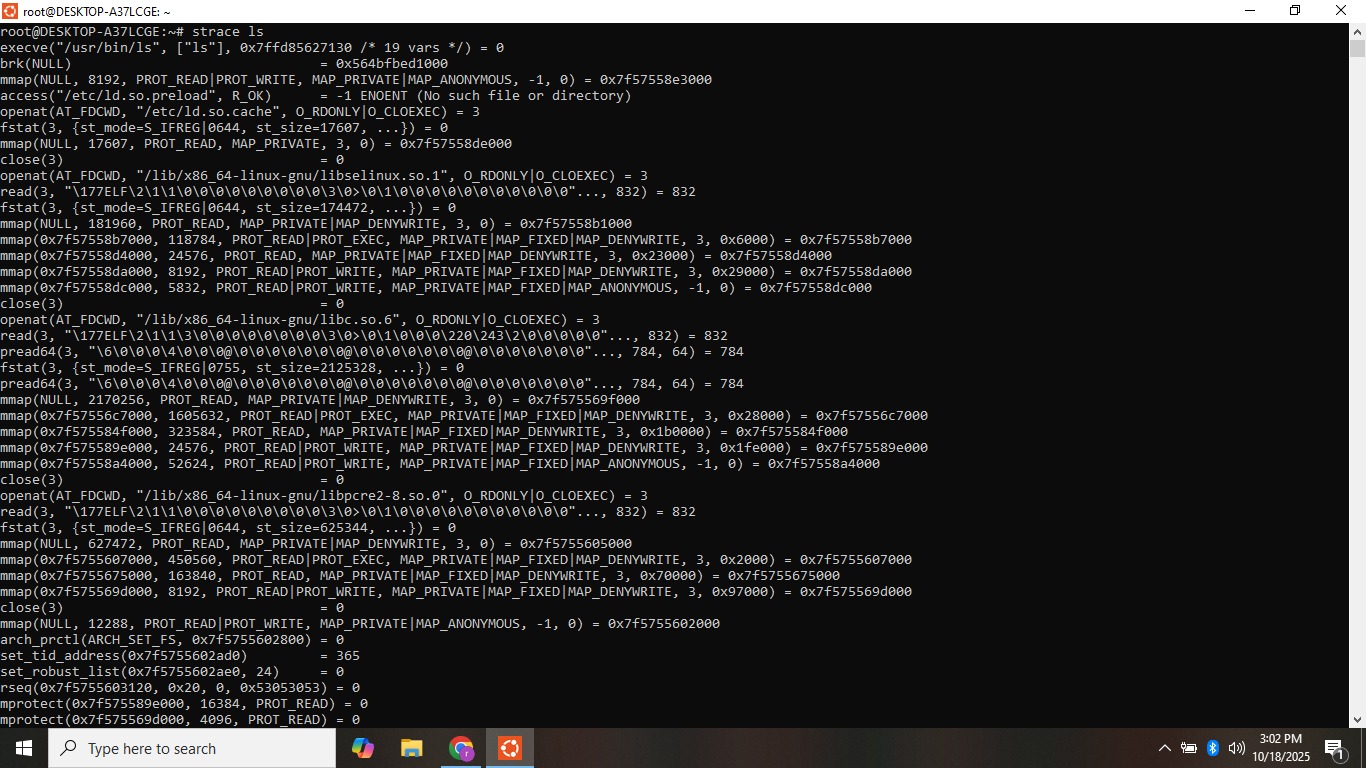 root@DESKTOP-A37LCGE: ~
root@DESKTOP-A37LCGE:~# strace ls
execve("/usr/bin/ls", ["ls"], 0x7ffd85627130 /* 19 vars */) = 0
brk(NULL)                               = 0x564bfbed1000
mmap(NULL, 8192, PROT_READ|PROT_WRITE, MAP_PRIVATE|MAP_ANONYMOUS, -1, 0) = 0x7f57558e3000
access("/etc/ld.so.preload", R_OK)      = -1 ENOENT (No such file or directory)
openat(AT_FDCWD, "/etc/ld.so.cache", O_RDONLY|O_CLOEXEC) = 3
fstat(3, {st_mode=S_IFREG|0644, st_size=17607, ...}) = 0
mmap(NULL, 17607, PROT_READ, MAP_PRIVATE, 3, 0) = 0x7f57558de000
close(3)                                = 0
openat(AT_FDCWD, "/lib/x86_64-linux-gnu/libselinux.so.1", O_RDONLY|O_CLOEXEC) = 3
read(3, "\177ELF\2\1\1\0\0\0\0\0\0\0\0\0\3\0>\0\1\0\0\0\0\0\0\0\0\0\0\0"..., 832) = 832
fstat(3, {st_mode=S_IFREG|0644, st_size=174472, ...}) = 0
mmap(NULL, 181960, PROT_READ, MAP_PRIVATE|MAP_DENYWRITE, 3, 0) = 0x7f57558b1000
mmap(0x7f57558b7000, 118784, PROT_READ|PROT_EXEC, MAP_PRIVATE|MAP_FIXED|MAP_DENYWRITE, 3, 0x6000) = 0x7f57558b7000
mmap(0x7f57558d4000, 24576, PROT_READ, MAP_PRIVATE|MAP_FIXED|MAP_DENYWRITE, 3, 0x23000) = 0x7f57558d4000
mmap(0x7f57558da000, 8192, PROT_READ|PROT_WRITE, MAP_PRIVATE|MAP_FIXED|MAP_DENYWRITE, 3, 0x29000) = 0x7f57558da000
mmap(0x7f57558dc000, 5832, PROT_READ|PROT_WRITE, MAP_PRIVATE|MAP_FIXED|MAP_ANONYMOUS, -1, 0) = 0x7f57558dc000
close(3)                                = 0
openat(AT_FDCWD, "/lib/x86_64-linux-gnu/libc.so.6", O_RDONLY|O_CLOEXEC) = 3
read(3, "\177ELF\2\1\1\3\0\0\0\0\0\0\0\0\3\0>\0\1\0\0\0\220\243\2\0\0\0\0\0"..., 832) = 832
pread64(3, "\6\0\0\0\4\0\0\0@\0\0\0\0\0\0\0@\0\0\0\0\0\0\0@\0\0\0\0\0\0\0"..., 784, 64) = 784
fstat(3, {st_mode=S_IFREG|0755, st_size=2125328, ...}) = 0
pread64(3, "\6\0\0\0\4\0\0\0@\0\0\0\0\0\0\0@\0\0\0\0\0\0\0@\0\0\0\0\0\0\0"..., 784, 64) = 784
mmap(NULL, 2170256, PROT_READ, MAP_PRIVATE|MAP_DENYWRITE, 3, 0) = 0x7f575569f000
mmap(0x7f57556c7000, 1605632, PROT_READ|PROT_EXEC, MAP_PRIVATE|MAP_FIXED|MAP_DENYWRITE, 3, 0x28000) = 0x7f57556c7000
mmap(0x7f575584f000, 323584, PROT_READ, MAP_PRIVATE|MAP_FIXED|MAP_DENYWRITE, 3, 0x1b0000) = 0x7f575584f000
mmap(0x7f575589e000, 24576, PROT_READ|PROT_WRITE, MAP_PRIVATE|MAP_FIXED|MAP_DENYWRITE, 3, 0x1fe000) = 0x7f575589e000
mmap(0x7f57558a4000, 52624, PROT_READ|PROT_WRITE, MAP_PRIVATE|MAP_FIXED|MAP_ANONYMOUS, -1, 0) = 0x7f57558a4000
close(3)                                = 0
openat(AT_FDCWD, "/lib/x86_64-linux-gnu/libpcre2-8.so.0", O_RDONLY|O_CLOEXEC) = 3
read(3, "\177ELF\2\1\1\0\0\0\0\0\0\0\0\0\3\0>\0\1\0\0\0\0\0\0\0\0\0\0\0"..., 832) = 832
fstat(3, {st_mode=S_IFREG|0644, st_size=625344, ...}) = 0
mmap(NULL, 627472, PROT_READ, MAP_PRIVATE|MAP_DENYWRITE, 3, 0) = 0x7f5755605000
mmap(0x7f5755607000, 450560, PROT_READ|PROT_EXEC, MAP_PRIVATE|MAP_FIXED|MAP_DENYWRITE, 3, 0x2000) = 0x7f5755607000
mmap(0x7f5755675000, 163840, PROT_READ, MAP_PRIVATE|MAP_FIXED|MAP_DENYWRITE, 3, 0x70000) = 0x7f5755675000
mmap(0x7f575569d000, 8192, PROT_READ|PROT_WRITE, MAP_PRIVATE|MAP_FIXED|MAP_DENYWRITE, 3, 0x97000) = 0x7f575569d000
close(3)                                = 0
mmap(NULL, 12288, PROT_READ|PROT_WRITE, MAP_PRIVATE|MAP_ANONYMOUS, -1, 0) = 0x7f5755602000
arch_prctl(ARCH_SET_FS, 0x7f5755602800) = 0
set_tid_address(0x7f5755602ad0)         = 365
set_robust_list(0x7f5755602ae0, 24)     = 0
rseq(0x7f5755603120, 0x20, 0, 0x53053053) = 0
mprotect(0x7f575589e000, 16384, PROT_READ) = 0
mprotect(0x7f575569d000, 4096, PROT_READ) = 0
Type here to search
r
3:02 PM
10/18/2025
1